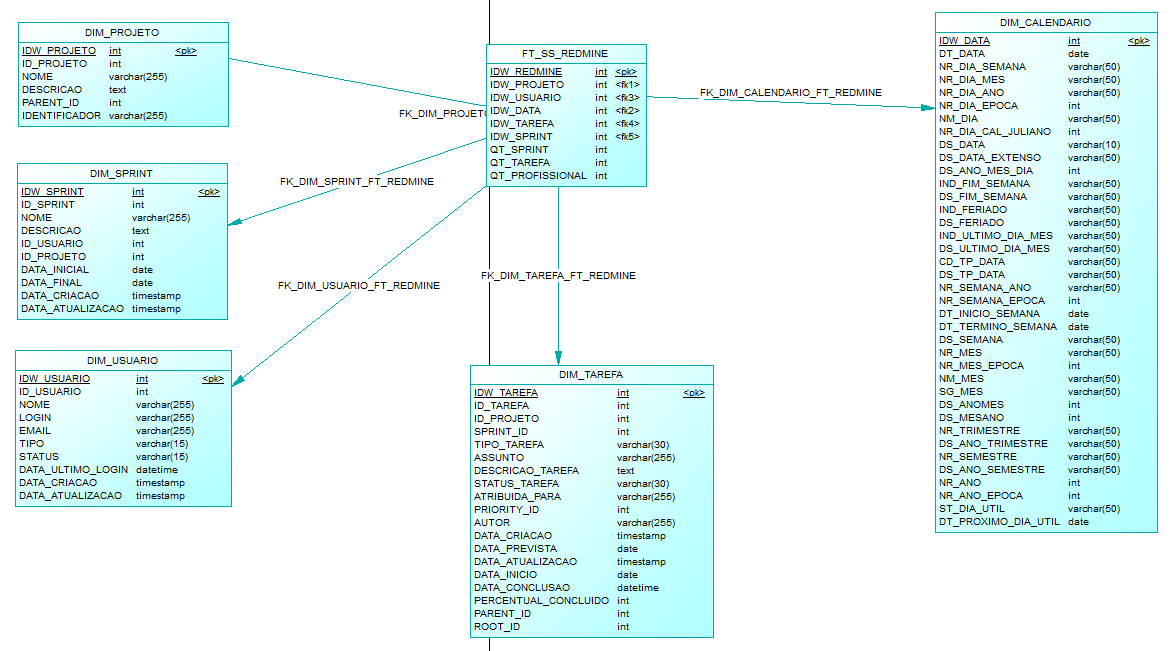 DIM_PROJETO
IDW_PROJETO int <pk>
ID_PROJETO int
NOME varchar(255)
DESCRICAO text
PARENT_ID int
IDENTIFICADOR varchar(255)
FK_DIM_PROJETO
DIM_SPRINT
IDW_SPRINT int <pk>
ID_SPRINT int
NOME varchar(255)
DESCRICAO text
ID_USUARIO int
ID_PROJETO int
DATA_INICIAL date
DATA_FINAL date
DATA_CRIACAO timestamp
DATA_ATUALIZACAO timestamp
FK_DIM_SPRINT_FT_REDMINE
DIM_USUARIO
IDW_USUARIO int <pk>
ID_USUARIO int
NOME varchar(255)
LOGIN varchar(255)
EMAIL varchar(255)
TIPO varchar(15)
STATUS varchar(15)
DATA_ULTIMO_LOGIN datetime
DATA_CRIACAO timestamp
DATA_ATUALIZACAO timestamp
FK_DIM_USUARIO_FT_REDMINE
FT_SS_REDMINE
IDW_REDMINE int <pk>
IDW_PROJETO int <fk1>
IDW_USUARIO int <fk3>
IDW_DATA int <fk2>
IDW_TAREFA int <fk4>
IDW_SPRINT int <fk5>
QT_SPRINT int
QT_TAREFA int
QT_PROFISSIONAL int
FK_DIM_TAREFA_FT_REDMINE
DIM_TAREFA
IDW_TAREFA int <pk>
ID_TAREFA int
ID_PROJETO int
SPRINT_ID int
TIPO_TAREFA varchar(30)
ASSUNTO varchar(255)
DESCRICAO_TAREFA text
STATUS_TAREFA varchar(30)
ATRIBUIDA_PARA varchar(255)
PRIORITY_ID int
AUTOR varchar(255)
DATA_CRIACAO timestamp
DATA_PREVISTA date
DATA_ATUALIZACAO timestamp
DATA_INICIO date
DATA_CONCLUSAO datetime
PERCENTUAL_CONCLUIDO int
PARENT_ID int
ROOT_ID int
FK_DIM_CALENDARIO_FT_REDMINE
DIM_CALENDARIO
IDW_DATA int <pk>
DT_DATA date
NR_DIA_SEMANA varchar(50)
NR_DIA_MES varchar(50)
NR_DIA_ANO varchar(50)
NR_DIA_EPOCA int
NM_DIA varchar(50)
NR_DIA_CAL_JULIANO int
DS_DATA varchar(10)
DS_DATA_EXTENSO varchar(50)
DS_ANO_MES_DIA int
IND_FIM_SEMANA varchar(50)
DS_FIM_SEMANA varchar(50)
IND_FERIADO varchar(50)
DS_FERIADO varchar(50)
IND_ULTIMO_DIA_MES varchar(50)
DS_ULTIMO_DIA_MES varchar(50)
CD_TP_DATA varchar(50)
DS_TP_DATA varchar(50)
NR_SEMANA_ANO varchar(50)
NR_SEMANA_EPOCA int
DT_INICIO_SEMANA date
DT_TERMINO_SEMANA date
DS_SEMANA varchar(50)
NR_MES varchar(50)
NR_MES_EPOCA int
NM_MES varchar(50)
SG_MES varchar(50)
DS_ANOMES int
DS_MESANO int
NR_TRIMESTRE varchar(50)
DS_ANO_TRIMESTRE varchar(50)
NR_SEMESTRE varchar(50)
DS_ANO_SEMESTRE varchar(50)
NR_ANO int
NR_ANO_EPOCA int
ST_DIA_UTIL varchar(50)
DT_PROXIMO_DIA_UTIL date